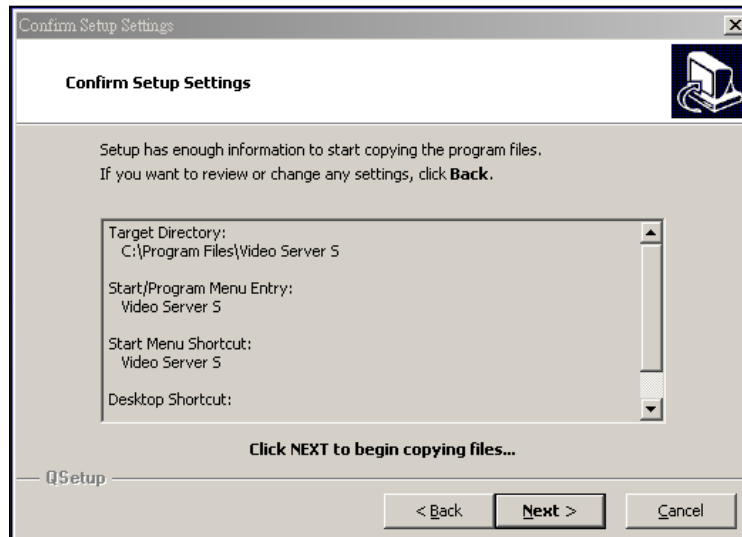 Confirm Setup Settings
Confirm Setup Settings
Setup has enough information to start copying the program files.
If you want to review or change any settings, click Back.
Target Directory:
C:\Program Files\Video Server S
Start/Program Menu Entry:
Video Server S
Start Menu Shortcut:
Video Server S
Desktop Shortcut:
Click NEXT to begin copying files...
QSetup
< Back
Next >
Cancel